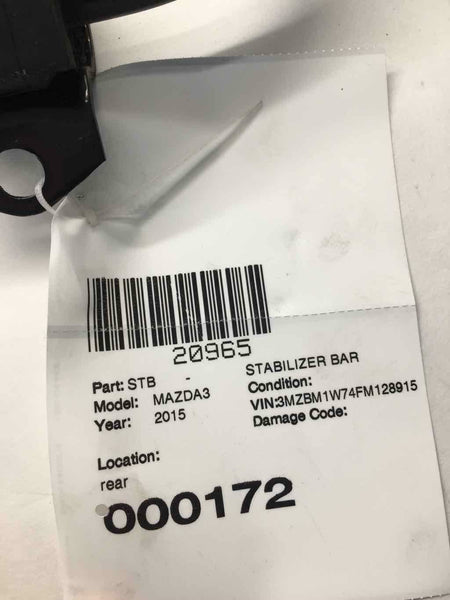 20965
Part: STB - STABILIZER BAR
Model: MAZDA3 Condition:
Year: 2015 VIN:3MZBM1W74FM128915
Damage Code:
Location:
rear
000172